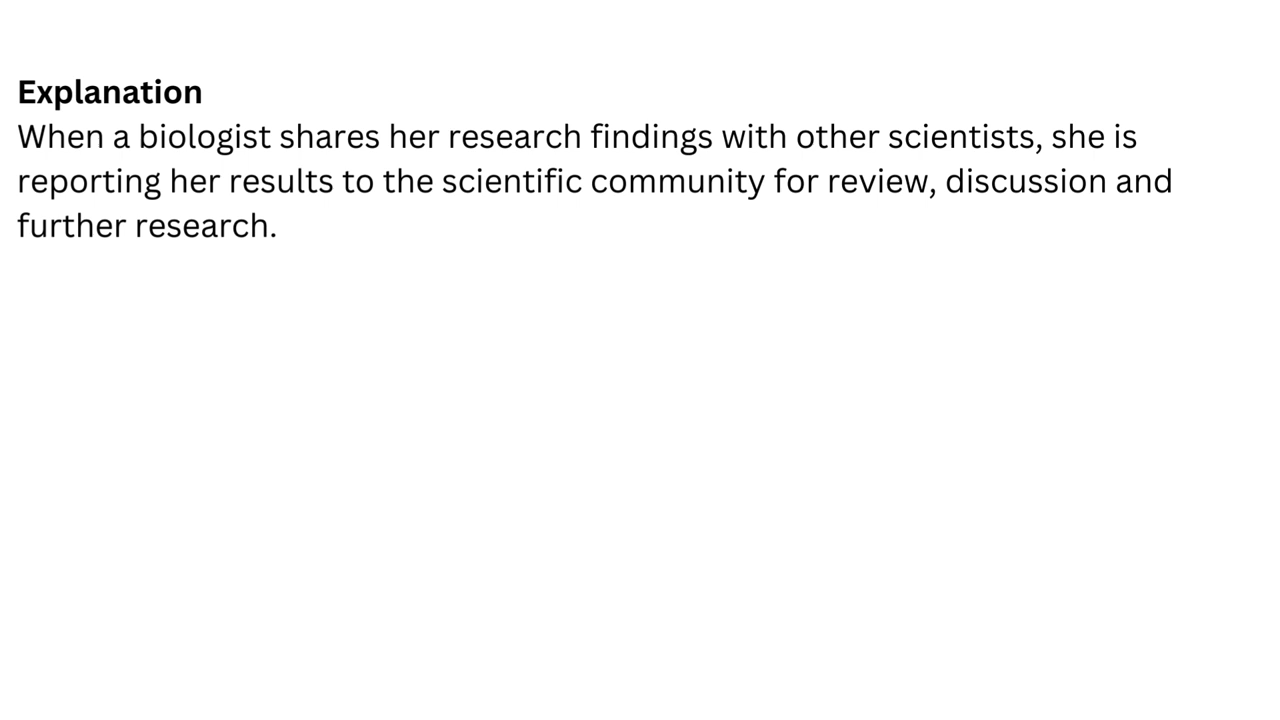 Explanation
When a biologist shares her research findings with other scientists, she is
reporting her results to the scientific community for review, discussion and
further research.